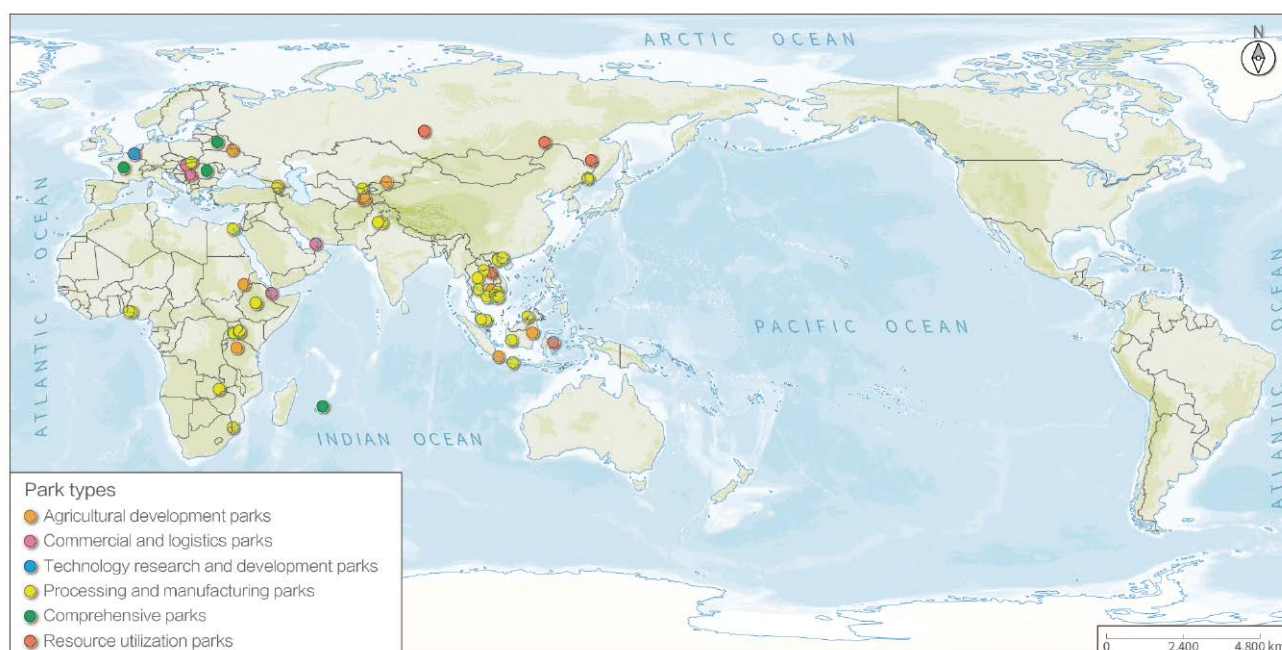 ARCTIC OCEAN
N
ATLANTIC OCEAN
PACIFIC OCEAN
INDIAN OCEAN
ATLANTIC OCEAN
Park types
Agricultural development parks
Commercial and logistics parks
Technology research and development parks
Processing and manufacturing parks
Comprehensive parks
Resource utilization parks
0 2,400 4,800 km